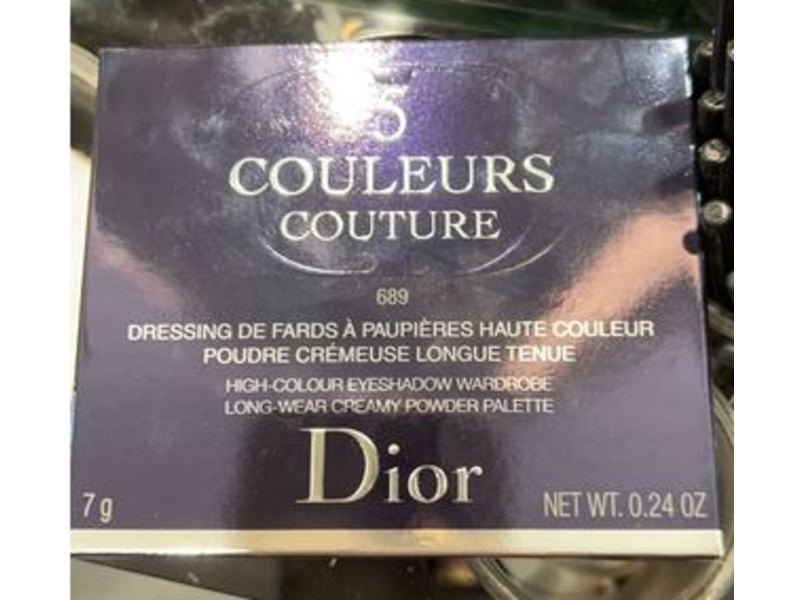 5
COULEURS
COUTURE
689
DRESSING DE FARDS À PAUPIÈRES HAUTE COULEUR
POUDRE CRÉMEUSE LONGUE TENUE
HIGH-COLOUR EYESHADOW WARDROBE
LONG-WEAR CREAMY POWDER PALETTE
Dior
7 g NET WT. 0.24 OZ